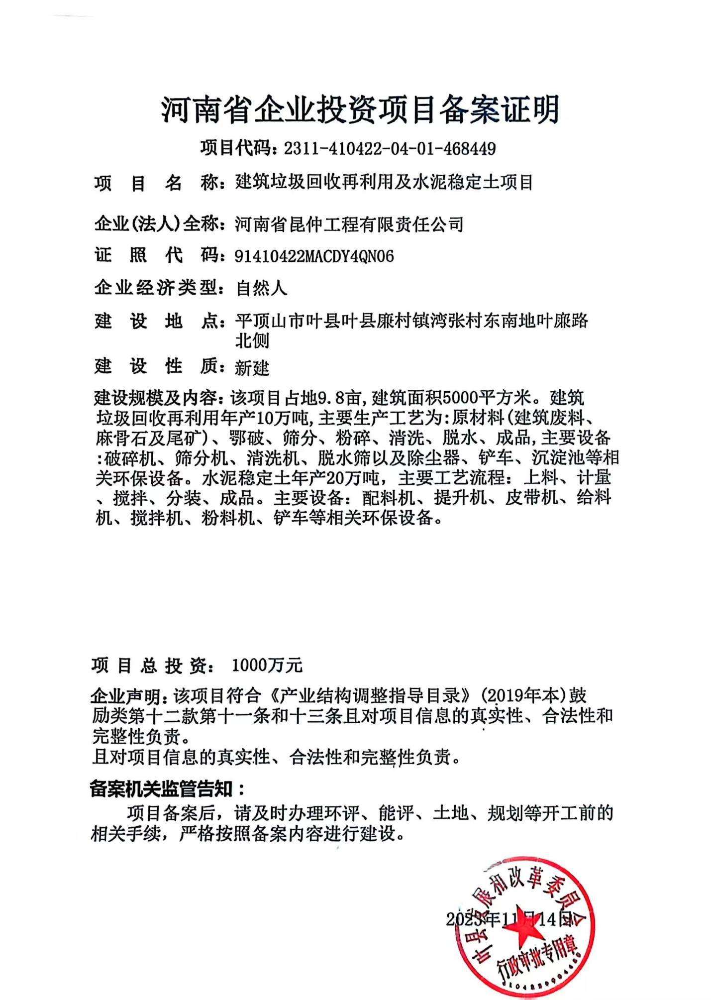 河南省企业投资项目备案证明
项目代码：2311-410422-04-01-468449
项目名称：建筑垃圾回收再利用及水泥稳定土项目
企业(法人)全称：河南省昆仲工程有限责任公司
证照代码：91410422MACDY4QN06
企业经济类型：自然人
建设地点：平顶山市叶县叶县廉村镇湾张村东南地叶廉路
北侧
建设性质：新建
建设规模及内容：该项目占地9.8亩,建筑面积5000平方米。建筑
垃圾回收再利用年产10万吨,主要生产工艺为:原材料(建筑废料、
麻骨石及尾矿)、鄂破、筛分、粉碎、清洗、脱水、成品,主要设备
:破碎机、筛分机、清洗机、脱水筛以及除尘器、铲车、沉淀池等相
关环保设备。水泥稳定土年产20万吨，主要工艺流程：上料、计量
、搅拌、分装、成品。主要设备：配料机、提升机、皮带机、给料
机、搅拌机、粉料机、铲车等相关环保设备。
项目总投资：1000万元
企业声明：该项目符合《产业结构调整指导目录》(2019年本)鼓
励类第十二款第十一条和十三条且对项目信息的真实性、合法性和
完整性负责。
且对项目信息的真实性、合法性和完整性负责。
备案机关监管告知：
项目备案后，请及时办理环评、能评、土地、规划等开工前的
相关手续，严格按照备案内容进行建设。
叶县发展和改革委员会
2023年11月14日
行政审批专用章